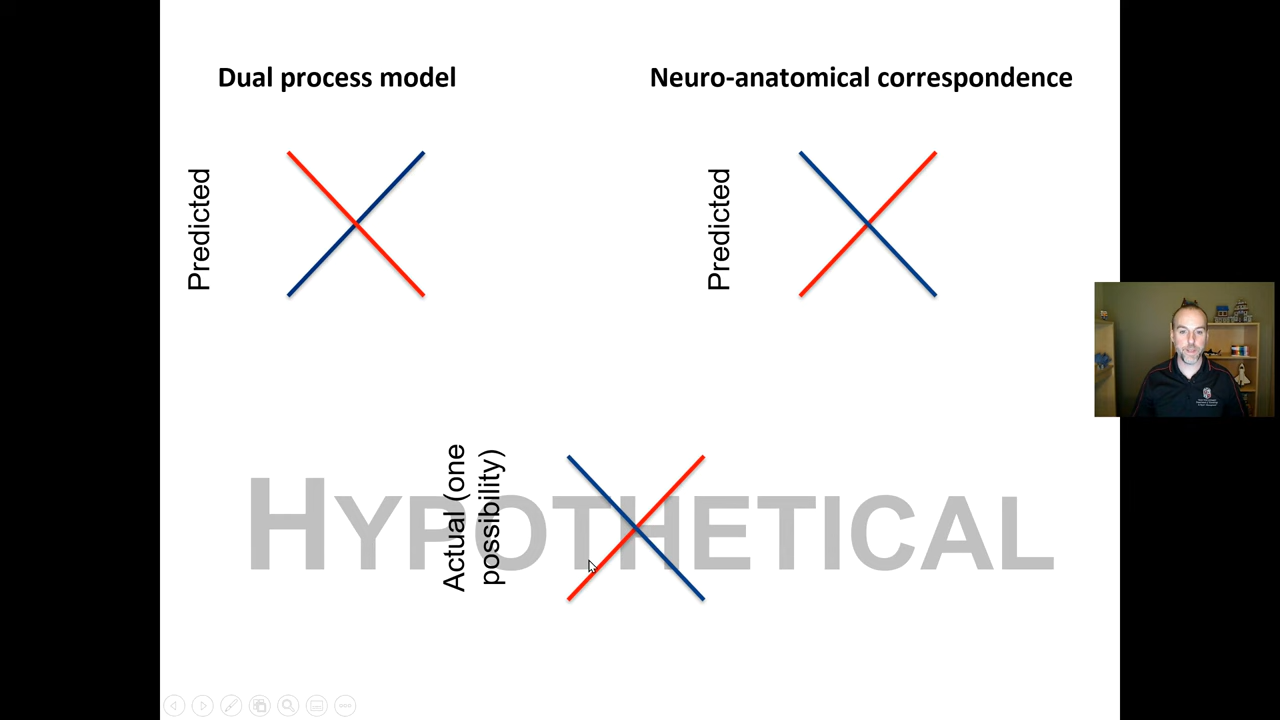 Dual process model
Neuro-anatomical correspondence
Predicted
Predicted
Actual (one
possibility)
HYPOTHETICAL